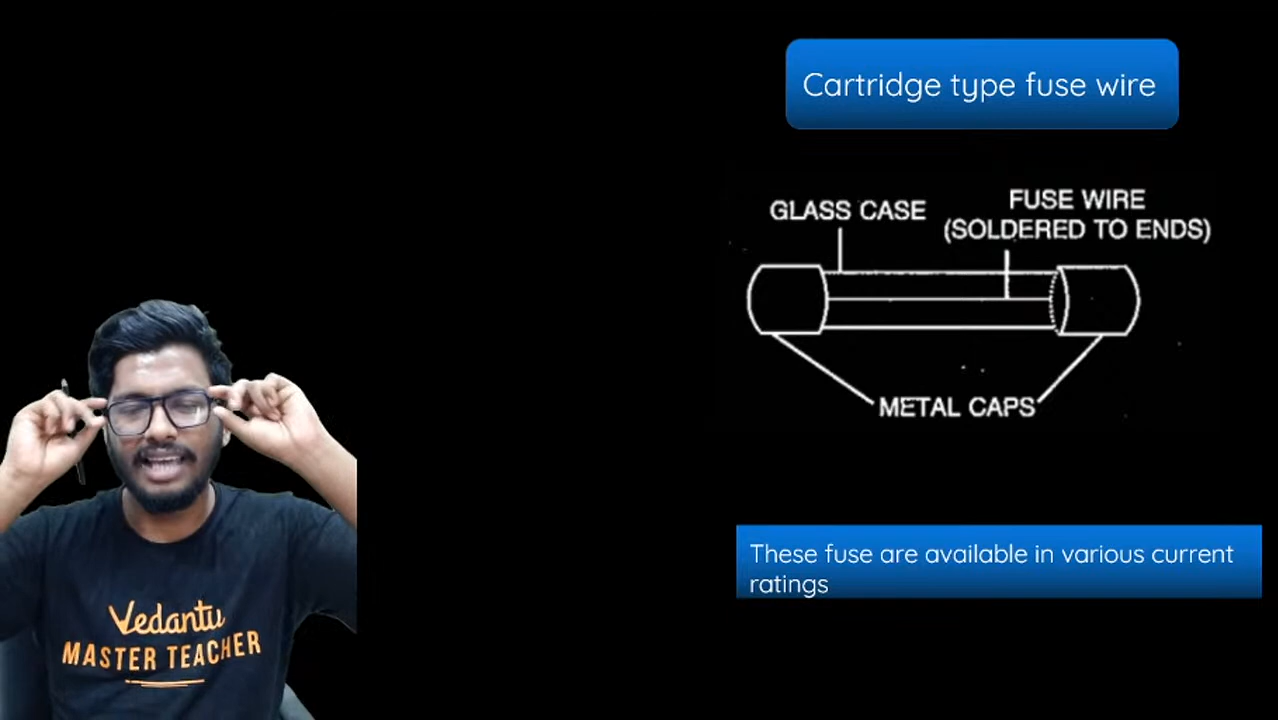 Cartridge type fuse wire
GLASS CASE
FUSE WIRE
(SOLDERED TO ENDS)
METAL CAPS
These fuse are available in various current
ratings
Vedantu
MASTER TEACHER